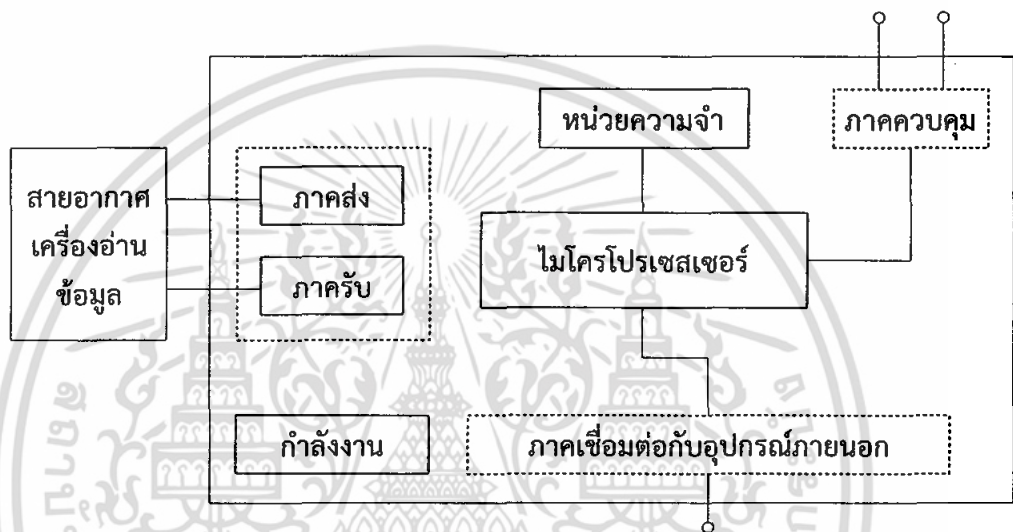 หน่วยความจำ
ภาคควบคุม
สายอากาศ
เครื่องอ่าน
ข้อมูล
ภาคส่ง
ภาครับ
ไมโครโปรเซสเซอร์
กำลังงาน
ภาคเชื่อมต่อกับอุปกรณ์ภายนอก